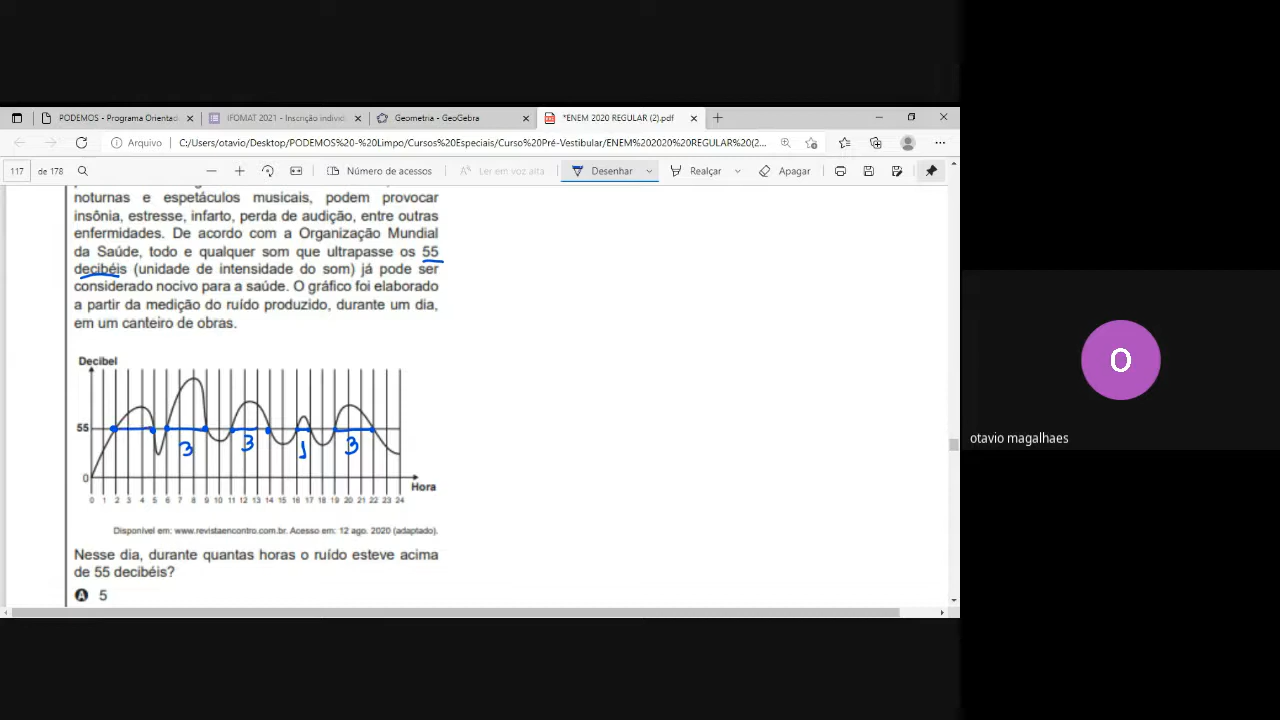 PODEMOS - Programa Orientad
IFOMAT 2021 - Inscrição individ
Geometria - GeoGebra
*ENEM 2020 REGULAR (2).pdf
Arquivo
C:/Users/otavio/Desktop/PODEMOS%20-%20Limpo/Cursos%20Especiais/Curso%20Pré-Vestibular/ENEM%202020%20REGULAR%20(2...
117 de 178
Número de acessos
Ler em voz alta
Desenhar
Realçar
Apagar
noturnas e espetáculos musicais, podem provocar
insônia, estresse, infarto, perda de audição, entre outras
enfermidades. De acordo com a Organização Mundial
da Saúde, todo e qualquer som que ultrapasse os 55
decibéis (unidade de intensidade do som) já pode ser
considerado nocivo para a saúde. O gráfico foi elaborado
a partir da medição do ruído produzido, durante um dia,
em um canteiro de obras.
Decibel
55
3 3 1 3
0
Hora
0 1 2 3 4 5 6 7 8 9 10 11 12 13 14 15 16 17 18 19 20 21 22 23 24
Disponível em: www.revistaencontro.com.br. Acesso em: 12 ago. 2020 (adaptado).
Nesse dia, durante quantas horas o ruído esteve acima
de 55 decibéis?
A 5
O
otavio magalhaes